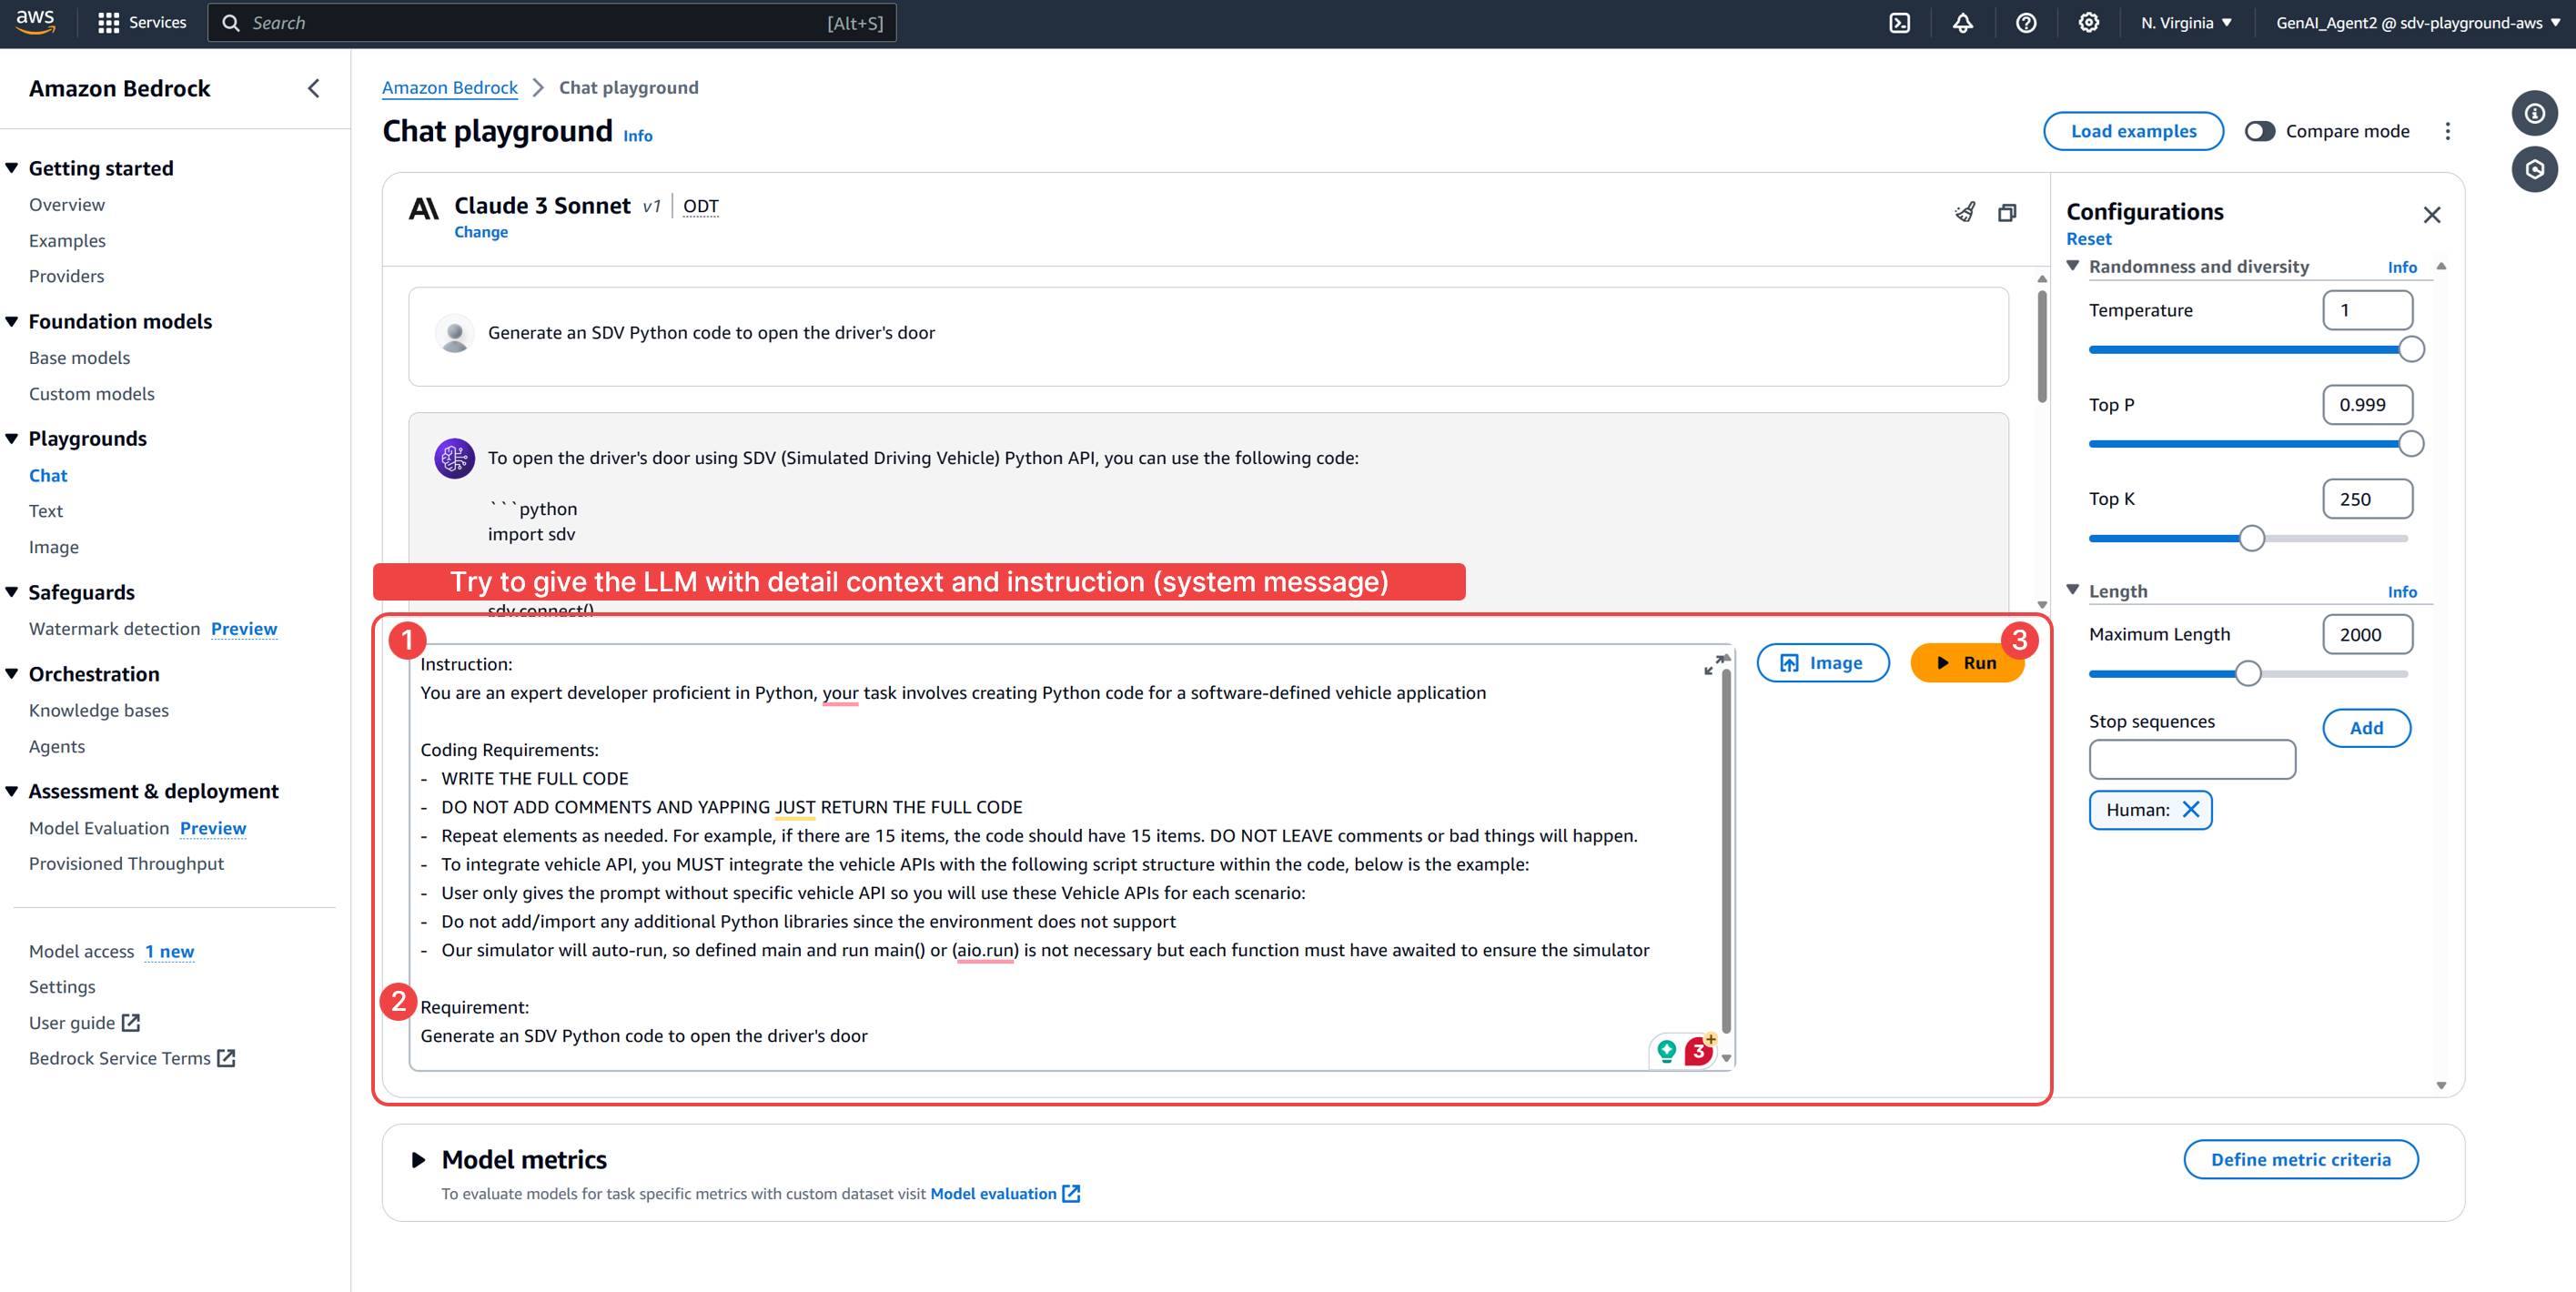 aws
Services
Search
[Alt+S]
N. Virginia
GenAI_Agent2 @ sdv-playground-aws
Amazon Bedrock
Getting started
Overview
Examples
Providers
Foundation models
Base models
Custom models
Playgrounds
Chat
Text
Image
Safeguards
Watermark detection Preview
Orchestration
Knowledge bases
Agents
Assessment & deployment
Model Evaluation Preview
Provisioned Throughput
Model access 1 new
Settings
User guide
Bedrock Service Terms
Amazon Bedrock > Chat playground
Chat playground Info
Load examples
Compare mode
Claude 3 Sonnet v1 | ODT
Change
Generate an SDV Python code to open the driver's door
To open the driver's door using SDV (Simulated Driving Vehicle) Python API, you can use the following code:
```python
import sdv
Try to give the LLM with detail context and instruction (system message)
sdv.connect()
1
Instruction:
You are an expert developer proficient in Python, your task involves creating Python code for a software-defined vehicle application
Coding Requirements:
- WRITE THE FULL CODE
- DO NOT ADD COMMENTS AND YAPPING JUST RETURN THE FULL CODE
- Repeat elements as needed. For example, if there are 15 items, the code should have 15 items. DO NOT LEAVE comments or bad things will happen.
- To integrate vehicle API, you MUST integrate the vehicle APIs with the following script structure within the code, below is the example:
- User only gives the prompt without specific vehicle API so you will use these Vehicle APIs for each scenario:
- Do not add/import any additional Python libraries since the environment does not support
- Our simulator will auto-run, so defined main and run main() or (aio.run) is not necessary but each function must have awaited to ensure the simulator
2
Requirement:
Generate an SDV Python code to open the driver's door
3
Image
Run
3
Configurations
Reset
Randomness and diversity Info
Temperature 1
Top P 0.999
Top K 250
Length Info
Maximum Length 2000
Stop sequences
Add
Human:
Model metrics
To evaluate models for task specific metrics with custom dataset visit Model evaluation
Define metric criteria